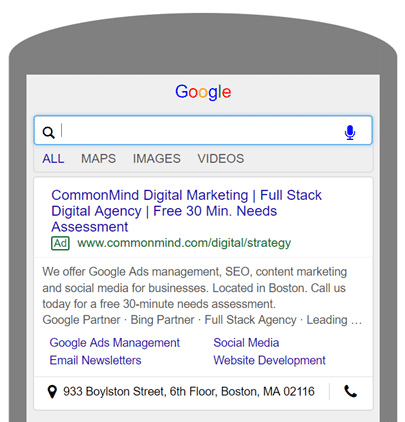 Google
ALL MAPS IMAGES VIDEOS
CommonMind Digital Marketing | Full Stack
Digital Agency | Free 30 Min. Needs
Assessment
Ad www.commonmind.com/digital/strategy
We offer Google Ads management, SEO, content marketing
and social media for businesses. Located in Boston. Call us
today for a free 30-minute needs assessment.
Google Partner · Bing Partner · Full Stack Agency · Leading ...
Google Ads Management Social Media
Email Newsletters Website Development
933 Boylston Street, 6th Floor, Boston, MA 02116